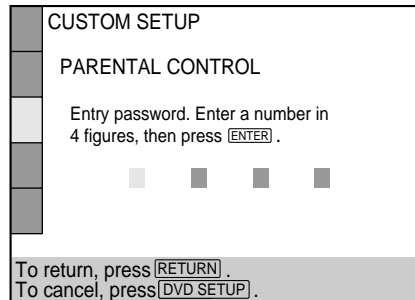 CUSTOM SETUP
PARENTAL CONTROL
Entry password. Enter a number in
4 figures, then press ENTER .
To return, press RETURN .
To cancel, press DVD SETUP .